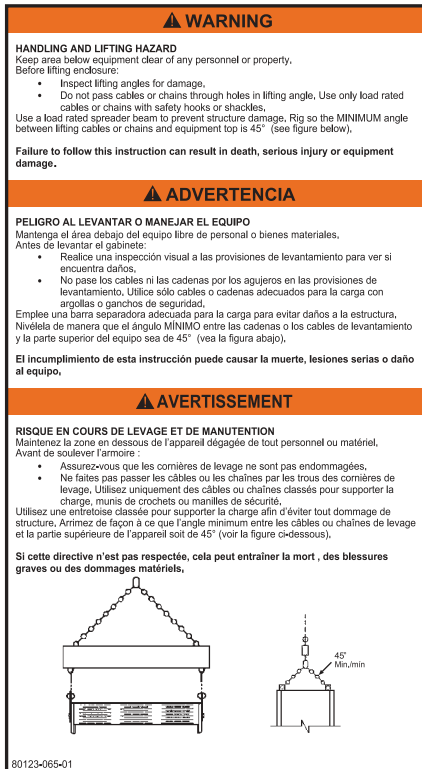 ⚠ WARNING
HANDLING AND LIFTING HAZARD
Keep area below equipment clear of any personnel or property.
Before lifting enclosure:
• Inspect lifting angles for damage.
• Do not pass cables or chains through holes in lifting angle. Use only load rated
cables or chains with safety hooks or shackles.
Use a load rated spreader beam to prevent structure damage. Rig so the MINIMUM angle
between lifting cables or chains and equipment top is 45° (see figure below).
Failure to follow this instruction can result in death, serious injury or equipment
damage.
⚠ ADVERTENCIA
PELIGRO AL LEVANTAR O MANEJAR EL EQUIPO
Mantenga el área debajo del equipo libre de personal o bienes materiales.
Antes de levantar el gabinete:
• Realice una inspección visual a las provisiones de levantamiento para ver si
encuentra daños.
• No pase los cables ni las cadenas por los agujeros en las provisiones de
levantamiento. Utilice sólo cables o cadenas adecuados para la carga con
argollas o ganchos de seguridad.
Emplee una barra separadora adecuada para la carga para evitar daños a la estructura.
Nivélela de manera que el ángulo MÍNIMO entre las cadenas o los cables de levantamiento
y la parte superior del equipo sea de 45° (vea la figura abajo).
El incumplimiento de esta instrucción puede causar la muerte, lesiones serias o daño
al equipo.
⚠ AVERTISSEMENT
RISQUE EN COURS DE LEVAGE ET DE MANUTENTION
Maintenez la zone en dessous de l'appareil dégagée de tout personnel ou matériel.
Avant de soulever l'armoire :
• Assurez-vous que les cornières de levage ne sont pas endommagées.
• Ne faites pas passer les câbles ou les chaînes par les trous des cornières de
levage. Utilisez uniquement des câbles ou chaînes classés pour supporter la
charge, munis de crochets ou manilles de sécurité.
Utilisez une entretoise classée pour supporter la charge afin d'éviter tout dommage de
structure. Arrimez de façon à ce que l'angle minimum entre les câbles ou chaînes de levage
et la partie supérieure de l'appareil soit de 45° (voir la figure ci-dessous).
Si cette directive n'est pas respectée, cela peut entraîner la mort , des blessures
graves ou des dommages matériels.
45°
Min./mín
80123-065-01